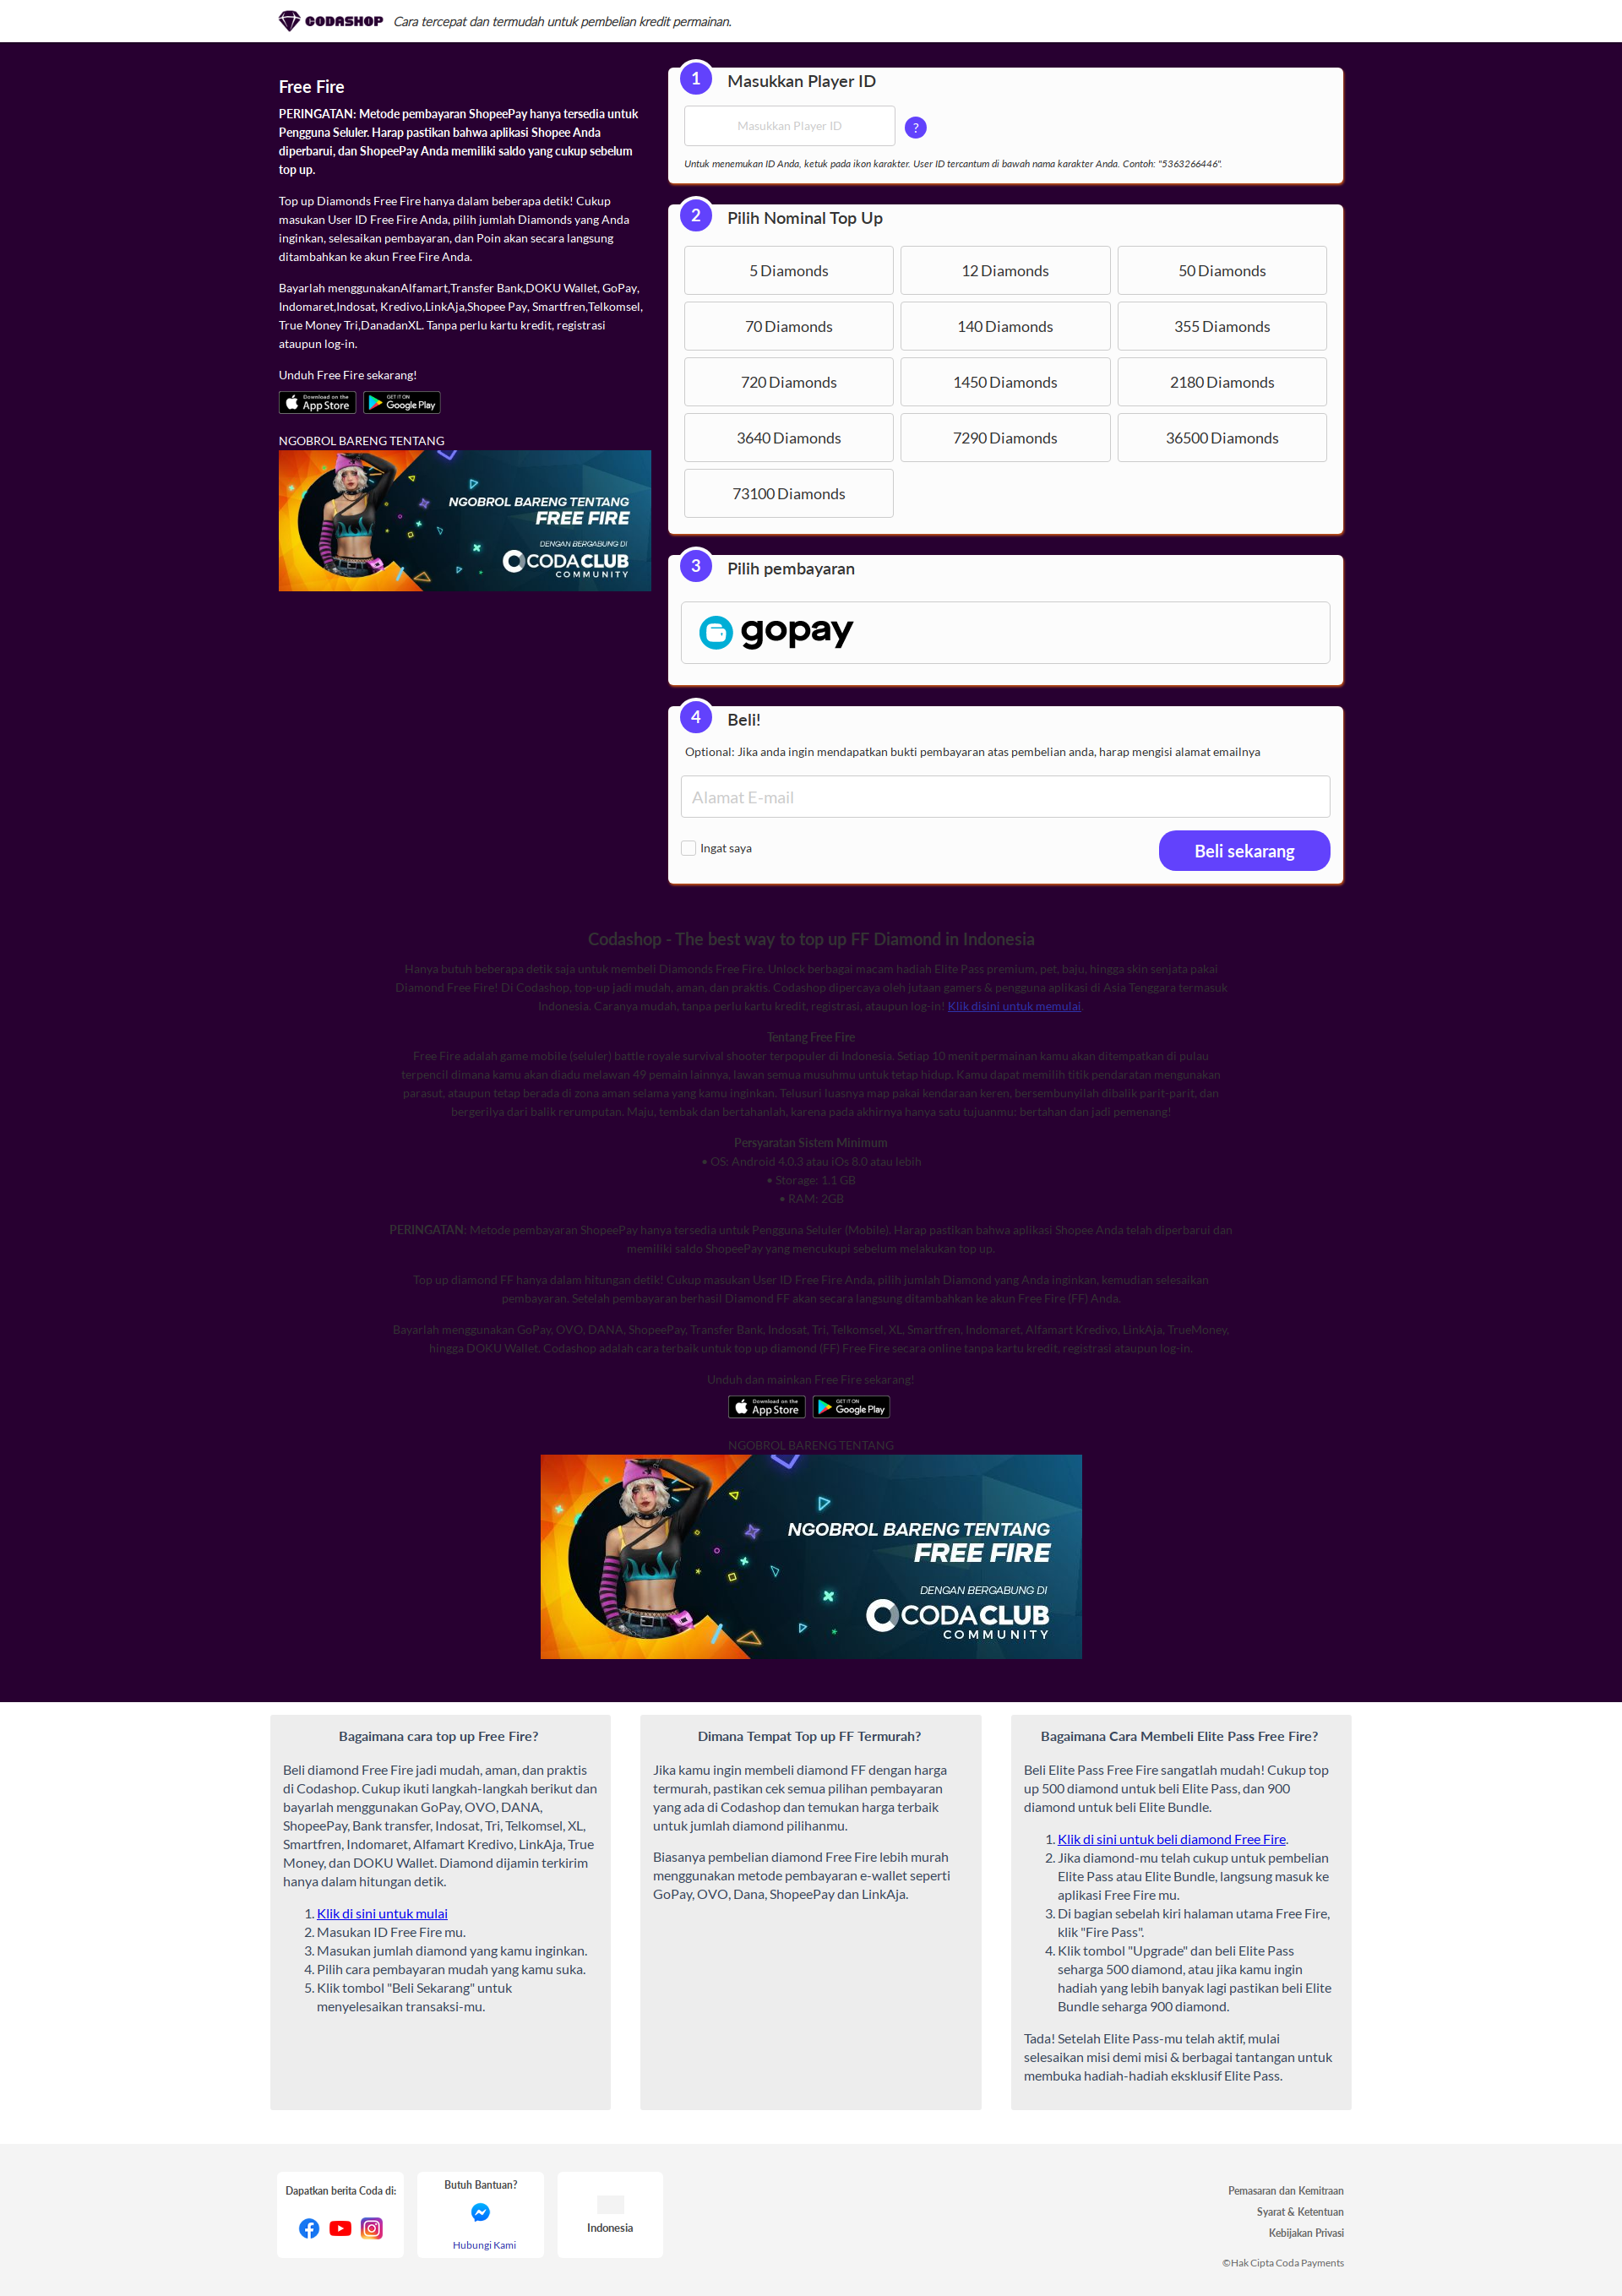 CODASHOP Cara tercepat dan termudah untuk pembelian kredit permainan.
Free Fire
PERINGATAN: Metode pembayaran ShopeePay hanya tersedia untuk
Pengguna Seluler. Harap pastikan bahwa aplikasi Shopee Anda
diperbarui, dan ShopeePay Anda memiliki saldo yang cukup sebelum
top up.
Top up Diamonds Free Fire hanya dalam beberapa detik! Cukup
masukan User ID Free Fire Anda, pilih jumlah Diamonds yang Anda
inginkan, selesaikan pembayaran, dan Poin akan secara langsung
ditambahkan ke akun Free Fire Anda.
Bayarlah menggunakanAlfamart,Transfer Bank,DOKU Wallet, GoPay,
Indomaret,Indosat, Kredivo,LinkAja,Shopee Pay, Smartfren,Telkomsel,
True Money Tri,DanadanXL. Tanpa perlu kartu kredit, registrasi
ataupun log-in.
Unduh Free Fire sekarang!
Download on the App Store
GET IT ON Google Play
NGOBROL BARENG TENTANG
NGOBROL BARENG TENTANG
FREE FIRE
DENGAN BERGABUNG DI
CODACLUB
COMMUNITY
1 Masukkan Player ID
Masukkan Player ID ?
Untuk menemukan ID Anda, ketuk pada ikon karakter. User ID tercantum di bawah nama karakter Anda. Contoh: "5363266446".
2 Pilih Nominal Top Up
5 Diamonds 12 Diamonds 50 Diamonds
70 Diamonds 140 Diamonds 355 Diamonds
720 Diamonds 1450 Diamonds 2180 Diamonds
3640 Diamonds 7290 Diamonds 36500 Diamonds
73100 Diamonds
3 Pilih pembayaran
gopay
4 Beli!
Optional: Jika anda ingin mendapatkan bukti pembayaran atas pembelian anda, harap mengisi alamat emailnya
Alamat E-mail
Ingat saya
Beli sekarang
Codashop - The best way to top up FF Diamond in Indonesia
Hanya butuh beberapa detik saja untuk membeli Diamonds Free Fire. Unlock berbagai macam hadiah Elite Pass premium, pet, baju, hingga skin senjata pakai
Diamond Free Fire! Di Codashop, top-up jadi mudah, aman, dan praktis. Codashop dipercaya oleh jutaan gamers & pengguna aplikasi di Asia Tenggara termasuk
Indonesia. Caranya mudah, tanpa perlu kartu kredit, registrasi, ataupun log-in! Klik disini untuk memulai.
Tentang Free Fire
Free Fire adalah game mobile (seluler) battle royale survival shooter terpopuler di Indonesia. Setiap 10 menit permainan kamu akan ditempatkan di pulau
terpencil dimana kamu akan diadu melawan 49 pemain lainnya, lawan semua musuhmu untuk tetap hidup. Kamu dapat memilih titik pendaratan mengunakan
parasut, ataupun tetap berada di zona aman selama yang kamu inginkan. Telusuri luasnya map pakai kendaraan keren, bersembunyilah dibalik parit-parit, dan
bergerilya dari balik rerumputan. Maju, tembak dan bertahanlah, karena pada akhirnya hanya satu tujuanmu: bertahan dan jadi pemenang!
Persyaratan Sistem Minimum
• OS: Android 4.0.3 atau iOs 8.0 atau lebih
• Storage: 1.1 GB
• RAM: 2GB
PERINGATAN: Metode pembayaran ShopeePay hanya tersedia untuk Pengguna Seluler (Mobile). Harap pastikan bahwa aplikasi Shopee Anda telah diperbarui dan
memiliki saldo ShopeePay yang mencukupi sebelum melakukan top up.
Top up diamond FF hanya dalam hitungan detik! Cukup masukan User ID Free Fire Anda, pilih jumlah Diamond yang Anda inginkan, kemudian selesaikan
pembayaran. Setelah pembayaran berhasil Diamond FF akan secara langsung ditambahkan ke akun Free Fire (FF) Anda.
Bayarlah menggunakan GoPay, OVO, DANA, ShopeePay, Transfer Bank, Indosat, Tri, Telkomsel, XL, Smartfren, Indomaret, Alfamart Kredivo, LinkAja, TrueMoney,
hingga DOKU Wallet. Codashop adalah cara terbaik untuk top up diamond (FF) Free Fire secara online tanpa kartu kredit, registrasi ataupun log-in.
Unduh dan mainkan Free Fire sekarang!
Download on the App Store
GET IT ON Google Play
NGOBROL BARENG TENTANG
NGOBROL BARENG TENTANG
FREE FIRE
DENGAN BERGABUNG DI
CODACLUB
COMMUNITY
Bagaimana cara top up Free Fire?
Beli diamond Free Fire jadi mudah, aman, dan praktis
di Codashop. Cukup ikuti langkah-langkah berikut dan
bayarlah menggunakan GoPay, OVO, DANA,
ShopeePay, Bank transfer, Indosat, Tri, Telkomsel, XL,
Smartfren, Indomaret, Alfamart Kredivo, LinkAja, True
Money, dan DOKU Wallet. Diamond dijamin terkirim
hanya dalam hitungan detik.
1. Klik di sini untuk mulai
2. Masukan ID Free Fire mu.
3. Masukan jumlah diamond yang kamu inginkan.
4. Pilih cara pembayaran mudah yang kamu suka.
5. Klik tombol "Beli Sekarang" untuk
menyelesaikan transaksi-mu.
Dimana Tempat Top up FF Termurah?
Jika kamu ingin membeli diamond FF dengan harga
termurah, pastikan cek semua pilihan pembayaran
yang ada di Codashop dan temukan harga terbaik
untuk jumlah diamond pilihanmu.
Biasanya pembelian diamond Free Fire lebih murah
menggunakan metode pembayaran e-wallet seperti
GoPay, OVO, Dana, ShopeePay dan LinkAja.
Bagaimana Cara Membeli Elite Pass Free Fire?
Beli Elite Pass Free Fire sangatlah mudah! Cukup top
up 500 diamond untuk beli Elite Pass, dan 900
diamond untuk beli Elite Bundle.
1. Klik di sini untuk beli diamond Free Fire.
2. Jika diamond-mu telah cukup untuk pembelian
Elite Pass atau Elite Bundle, langsung masuk ke
aplikasi Free Fire mu.
3. Di bagian sebelah kiri halaman utama Free Fire,
klik "Fire Pass".
4. Klik tombol "Upgrade" dan beli Elite Pass
seharga 500 diamond, atau jika kamu ingin
hadiah yang lebih banyak lagi pastikan beli Elite
Bundle seharga 900 diamond.
Tada! Setelah Elite Pass-mu telah aktif, mulai
selesaikan misi demi misi & berbagai tantangan untuk
membuka hadiah-hadiah eksklusif Elite Pass.
Dapatkan berita Coda di:
Butuh Bantuan?
Hubungi Kami
Indonesia
Pemasaran dan Kemitraan
Syarat & Ketentuan
Kebijakan Privasi
©Hak Cipta Coda Payments